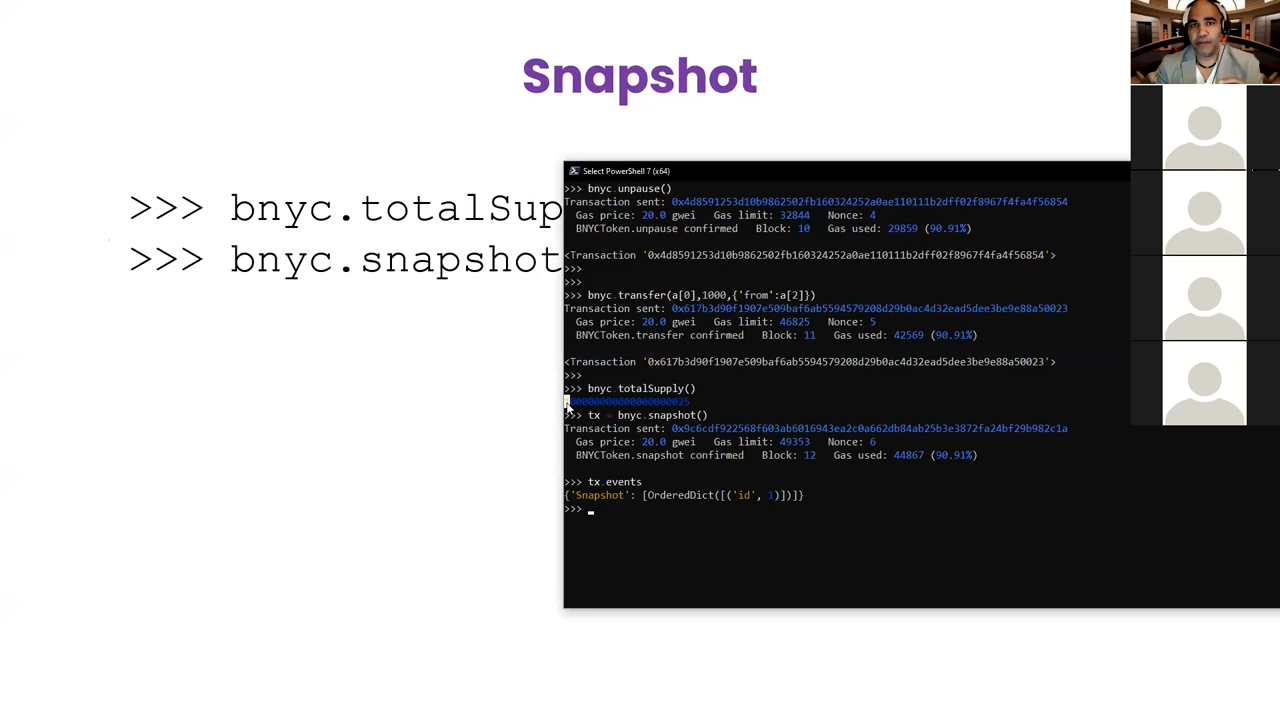 Snapshot
>>> bnyc.totalSup
>>> bnyc.snapshot
Select PowerShell 7 (x64)
>>> bnyc.unpause()
Transaction sent: 0x4d8591253d10b9862502fb160324252a0ae110111b2dff02f8967f4fa4f56854
Gas price: 20.0 gwei Gas limit: 32844 Nonce: 4
BNYCToken.unpause confirmed Block: 10 Gas used: 29859 (90.91%)
<Transaction '0x4d8591253d10b9862502fb160324252a0ae110111b2dff02f8967f4fa4f56854'>
>>>
>>>
>>> bnyc.transfer(a[0],1000,{'from':a[2]})
Transaction sent: 0x617b3d90f1907e509baf6ab5594579208d29b0ac4d32ead5dee3be9e88a50023
Gas price: 20.0 gwei Gas limit: 46825 Nonce: 5
BNYCToken.transfer confirmed Block: 11 Gas used: 42569 (90.91%)
<Transaction '0x617b3d90f1907e509baf6ab5594579208d29b0ac4d32ead5dee3be9e88a50023'>
>>>
>>> bnyc.totalSupply()
>>> tx = bnyc.snapshot()
Transaction sent: 0x9c6cdf922568f603ab6016943ea2c0a662db84ab25b3e3872fa24bf29b982c1a
Gas price: 20.0 gwei Gas limit: 49353 Nonce: 6
BNYCToken.snapshot confirmed Block: 12 Gas used: 44867 (90.91%)
>>> tx.events
{'Snapshot': [OrderedDict([('id', 1)])]}
>>>